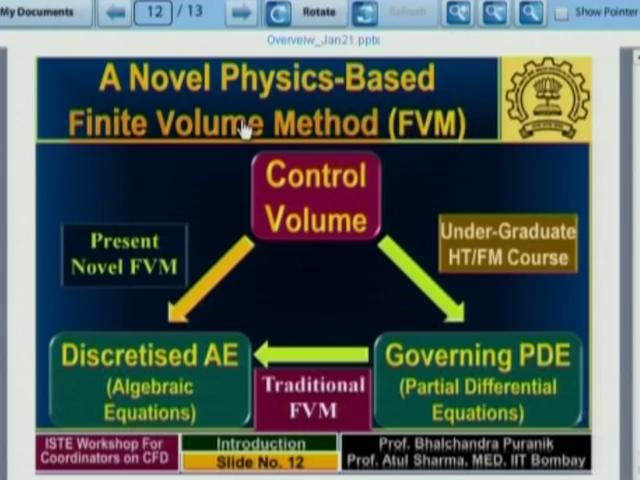 My Documents
12 / 13
Rotate
Refresh
Show Pointer
Overveiw_Jan21.pptx
A Novel Physics-Based
Finite Volume Method (FVM)
Control
Volume
Present
Novel FVM
Under-Graduate
HT/FM Course
Discretised AE
(Algebraic
Equations)
Governing PDE
(Partial Differential
Equations)
Traditional
FVM
ISTE Workshop For
Coordinators on CFD
Introduction
Slide No. 12
Prof. Bhalchandra Puranik
Prof. Atul Sharma, MED, IIT Bombay